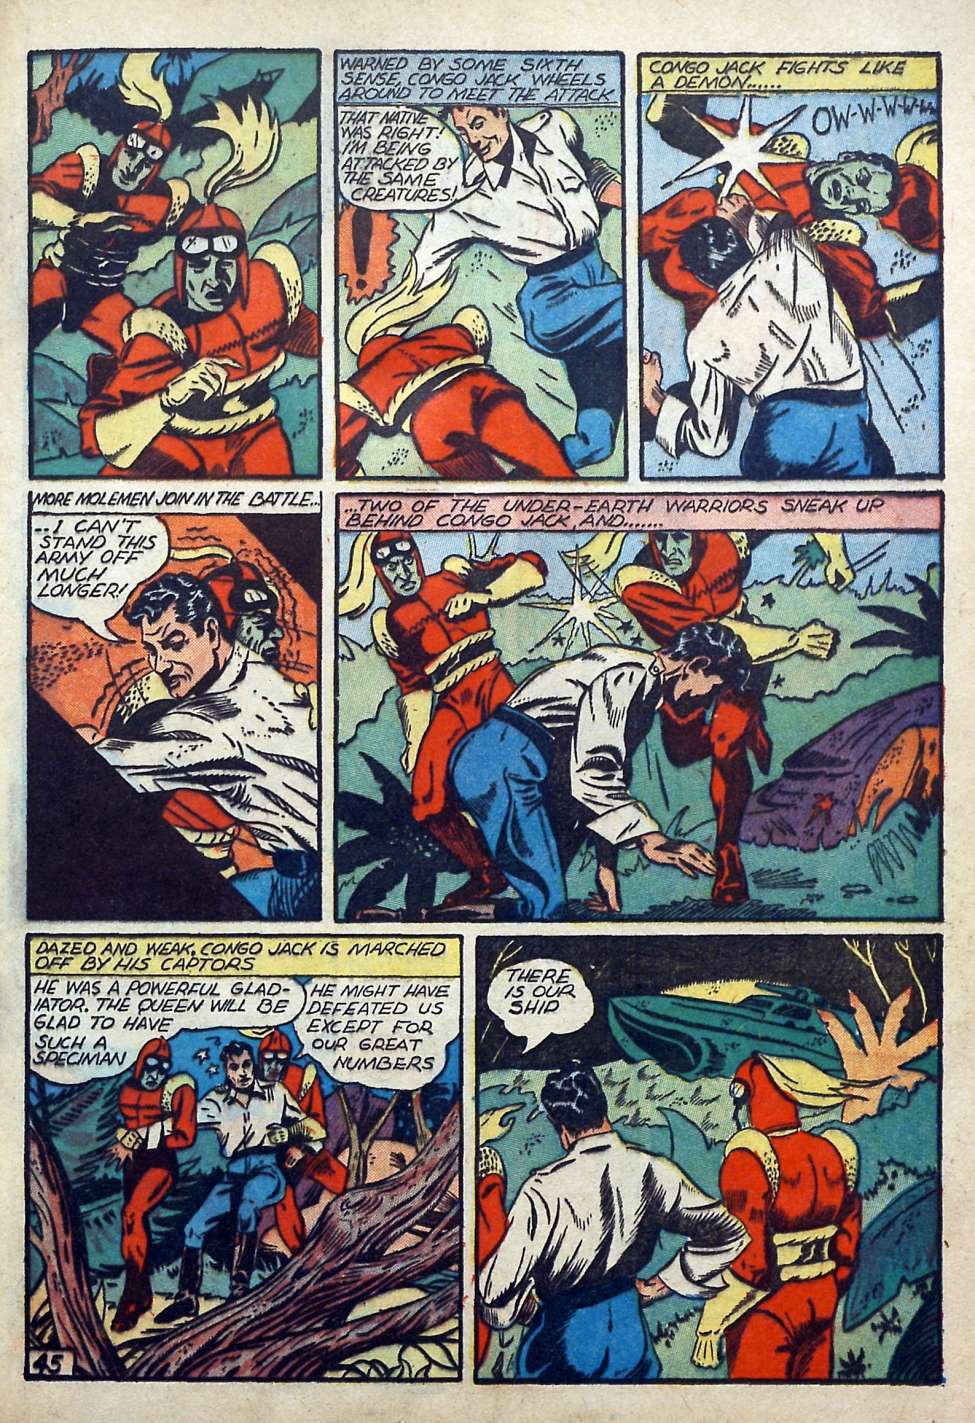 WARNED BY SOME SIXTH
SENSE, CONGO JACK WHEELS
AROUND TO MEET THE ATTACK
THAT NATIVE
WAS RIGHT!
I'M BEING
ATTACKED BY
THE SAME
CREATURES!
!
CONGO JACK FIGHTS LIKE
A DEMON......
OW-W-W-W-W
MORE MOLEMEN JOIN IN THE BATTLE...
--I CAN'T
STAND THIS
ARMY OFF
MUCH
LONGER!
...TWO OF THE UNDER-EARTH WARRIORS SNEAK UP
BEHIND CONGO JACK, AND.......
DAZED AND WEAK, CONGO JACK IS MARCHED
OFF BY HIS CAPTORS
HE WAS A POWERFUL GLAD-
IATOR. THE QUEEN WILL BE
GLAD TO HAVE
SUCH A
SPECIMAN
HE MIGHT HAVE
DEFEATED US
EXCEPT FOR
OUR GREAT
NUMBERS
45
THERE
IS OUR
SHIP